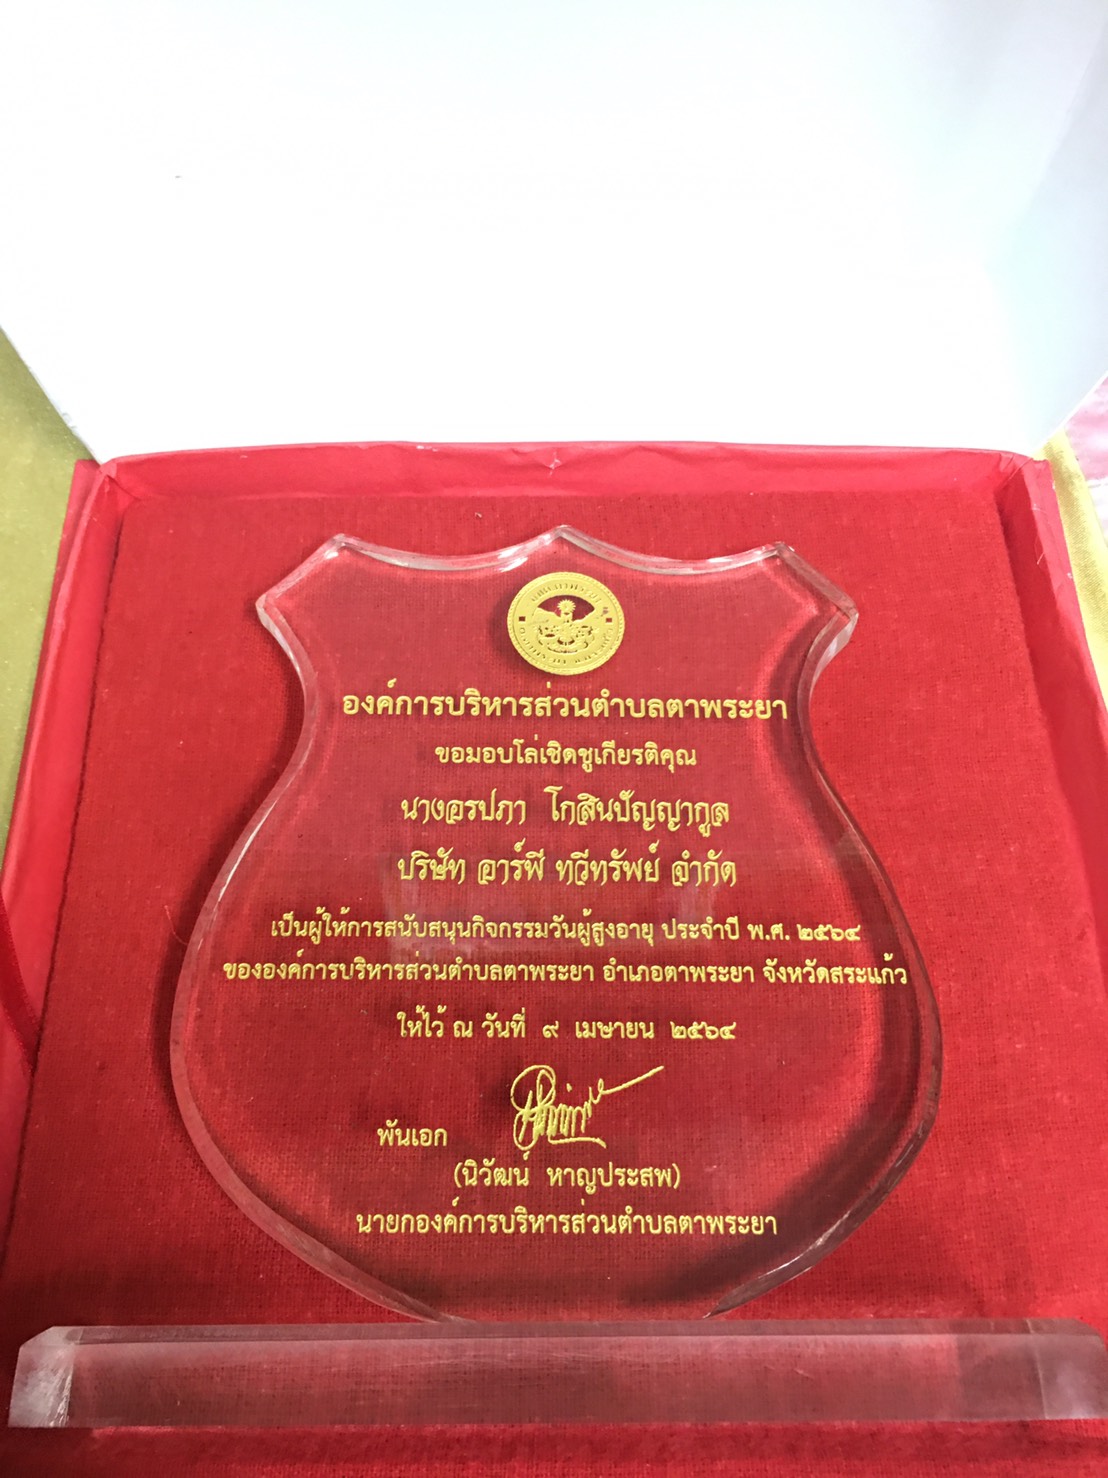 องค์การบริหารส่วนตำบลตาพระยา
ขอมอบโล่เชิดชูเกียรติคุณ
นางอรปภา โกสินปัญญากูล
บริษัท อาร์พี ทวีทรัพย์ จำกัด
เป็นผู้ให้การสนับสนุนกิจกรรมวันผู้สูงอายุ ประจำปี พ.ศ. ๒๕๖๔
ขององค์การบริหารส่วนตำบลตาพระยา อำเภอตาพระยา จังหวัดสระแก้ว
ให้ไว้ ณ วันที่ ๙ เมษายน ๒๕๖๔
พันเอก
(นิวัฒน์ หาญประสพ)
นายกองค์การบริหารส่วนตำบลตาพระยา